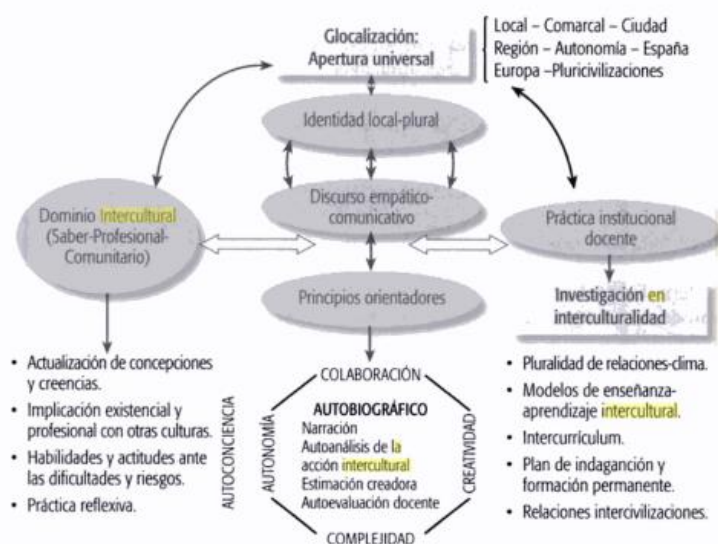 Glocalización:
Apertura universal
Local – Comarcal – Ciudad
Región – Autonomía – España
Europa –Pluricivilizaciones
Identidad local-plural
Discurso empático-
comunicativo
Dominio Intercultural
(Saber-Profesional-
Comunitario)
Práctica institucional
docente
Principios orientadores
Investigación en
interculturalidad
• Actualización de concepciones
y creencias.
• Implicación existencial y
profesional con otras culturas.
• Habilidades y actitudes ante
las dificultades y riesgos.
• Práctica reflexiva.
AUTOCONCIENCIA
AUTONOMÍA
COLABORACIÓN
AUTOBIOGRÁFICO
Narración
Autoanálisis de la
acción intercultural
Estimación creadora
Autoevaluación docente
CREATIVIDAD
COMPLEJIDAD
• Pluralidad de relaciones-clima.
• Modelos de enseñanza-
aprendizaje intercultural.
• Intercurrículum.
• Plan de indaganción y
formación permanente.
• Relaciones intercivilizaciones.